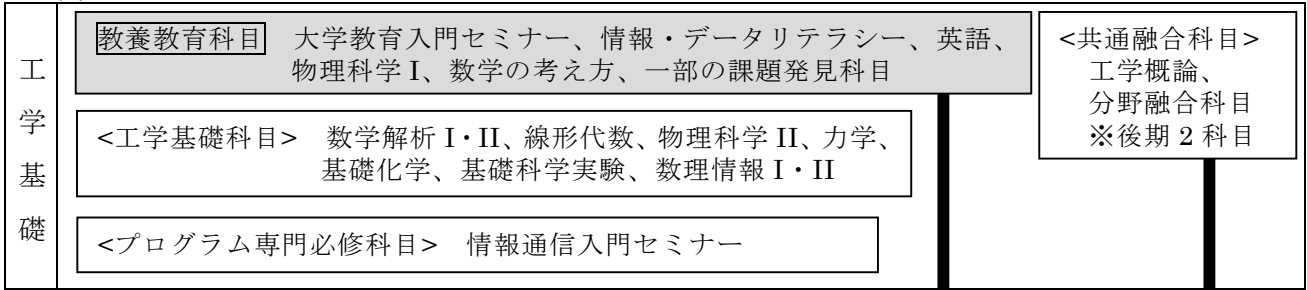 工学基礎
教養教育科目 大学教育入門セミナー、情報・データリテラシー、英語、
物理科学 I、数学の考え方、一部の課題発見科目
<工学基礎科目> 数学解析 I・II、線形代数、物理科学 II、力学、
基礎化学、基礎科学実験、数理情報 I・II
<プログラム専門必修科目> 情報通信入門セミナー
<共通融合科目>
工学概論、
分野融合科目
※後期 2 科目